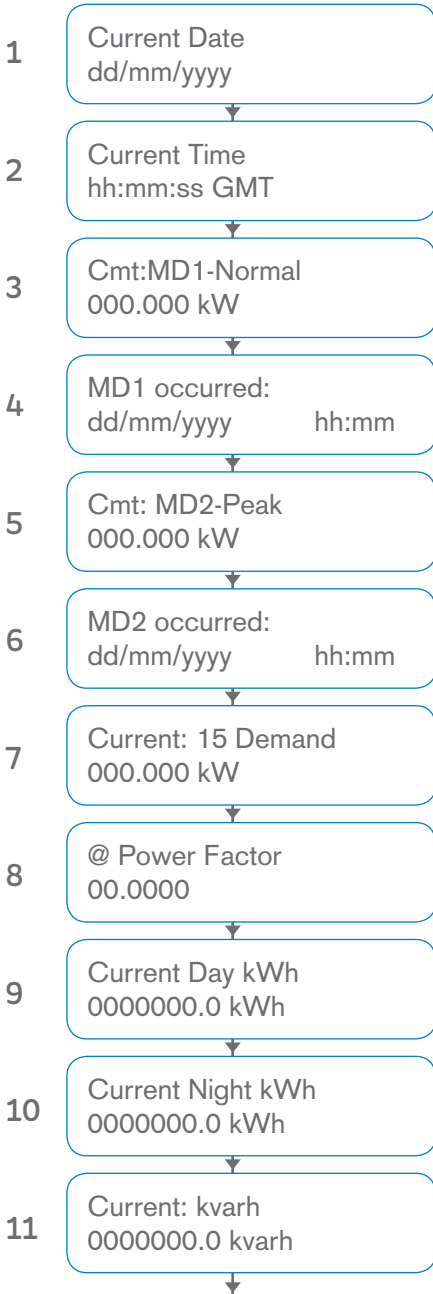 1
Current Date
dd/mm/yyyy
2
Current Time
hh:mm:ss GMT
3
Cmt:MD1-Normal
000.000 kW
4
MD1 occurred:
dd/mm/yyyy hh:mm
5
Cmt: MD2-Peak
000.000 kW
6
MD2 occurred:
dd/mm/yyyy hh:mm
7
Current: 15 Demand
000.000 kW
8
@ Power Factor
00.0000
9
Current Day kWh
0000000.0 kWh
10
Current Night kWh
0000000.0 kWh
11
Current: kvarh
0000000.0 kvarh